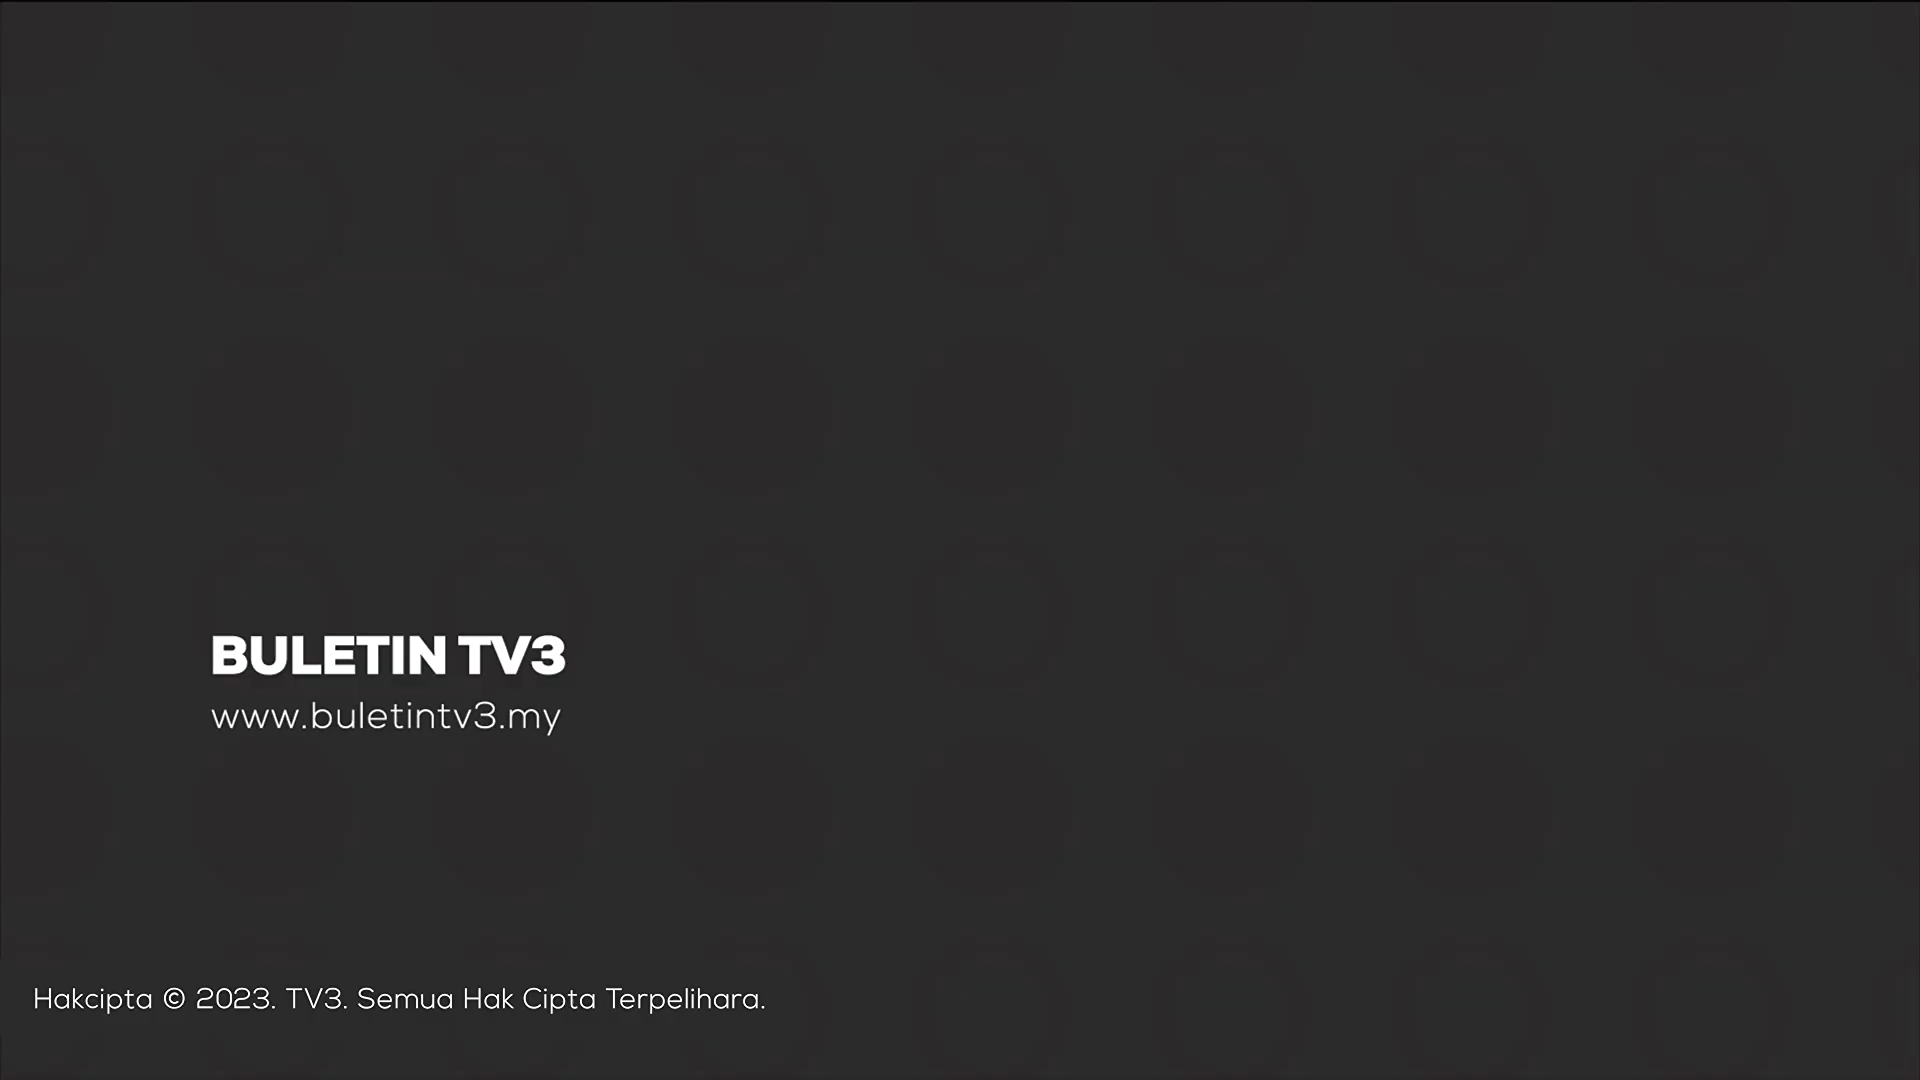 BULETIN TV3
www.buletintv3.my
Hakcipta © 2023. TV3. Semua Hak Cipta Terpelihara.